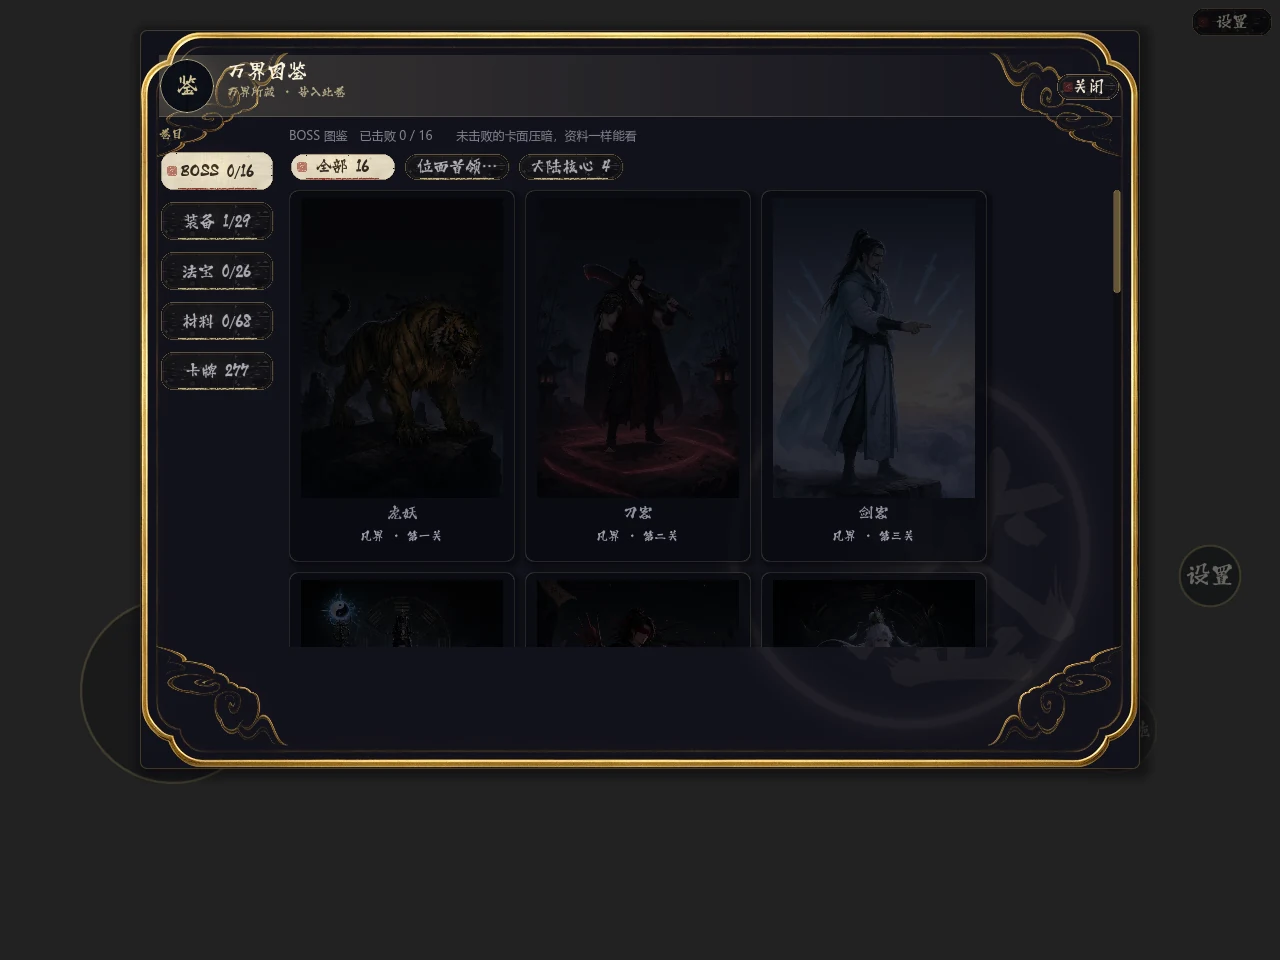 设置
鉴
万界图鉴
万界所藏 · 皆入此卷
关闭
卷目
BOSS 图鉴 已击败 0 / 16 未击败的卡面压暗，资料一样能看
BOSS 0/16
装备 1/29
法宝 0/26
材料 0/68
卡牌 277
全部 16
位面首领…
大陆核心 4
虎妖
凡界 · 第一关
刀客
凡界 · 第二关
剑客
凡界 · 第三关
设置